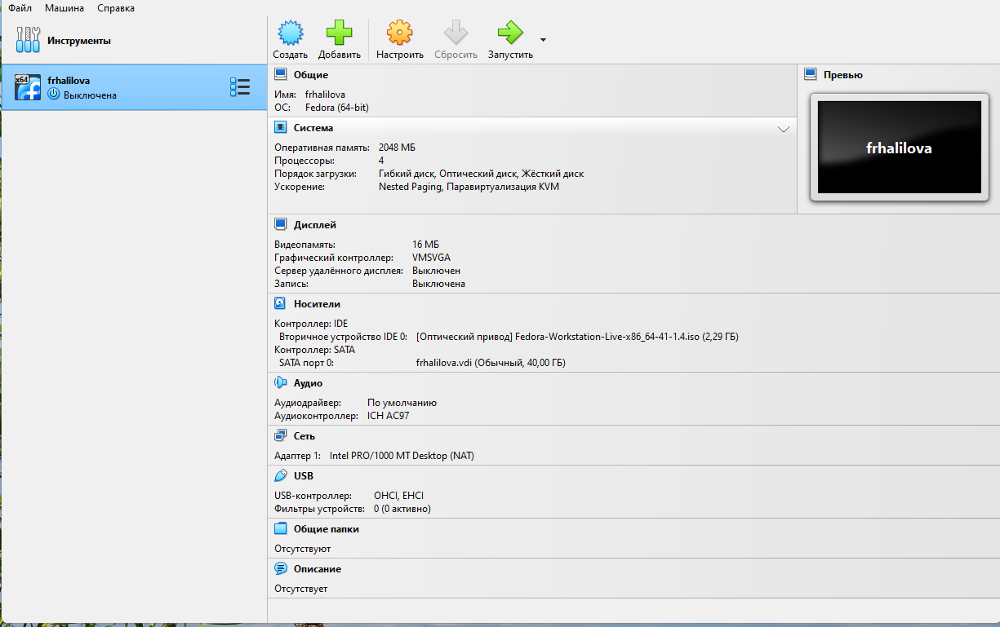 Файл Машина Справка
Инструменты
Создать Добавить Настроить Сбросить Запустить
x64
frhalilova
Выключена
Общие
Имя: frhalilova
ОС: Fedora (64-bit)
Превью
frhalilova
Система
Оперативная память: 2048 МБ
Процессоры: 4
Порядок загрузки: Гибкий диск, Оптический диск, Жёсткий диск
Ускорение: Nested Paging, Паравиртуализация KVM
Дисплей
Видеопамять: 16 МБ
Графический контроллер: VMSVGA
Сервер удалённого дисплея: Выключен
Запись: Выключена
Носители
Контроллер: IDE
Вторичное устройство IDE 0: [Оптический привод] Fedora-Workstation-Live-x86_64-41-1.4.iso (2,29 ГБ)
Контроллер: SATA
SATA порт 0: frhalilova.vdi (Обычный, 40,00 ГБ)
Аудио
Аудиодрайвер: По умолчанию
Аудиоконтроллер: ICH AC97
Сеть
Адаптер 1: Intel PRO/1000 MT Desktop (NAT)
USB
USB-контроллер: OHCI, EHCI
Фильтры устройств: 0 (0 активно)
Общие папки
Отсутствуют
Описание
Отсутствует